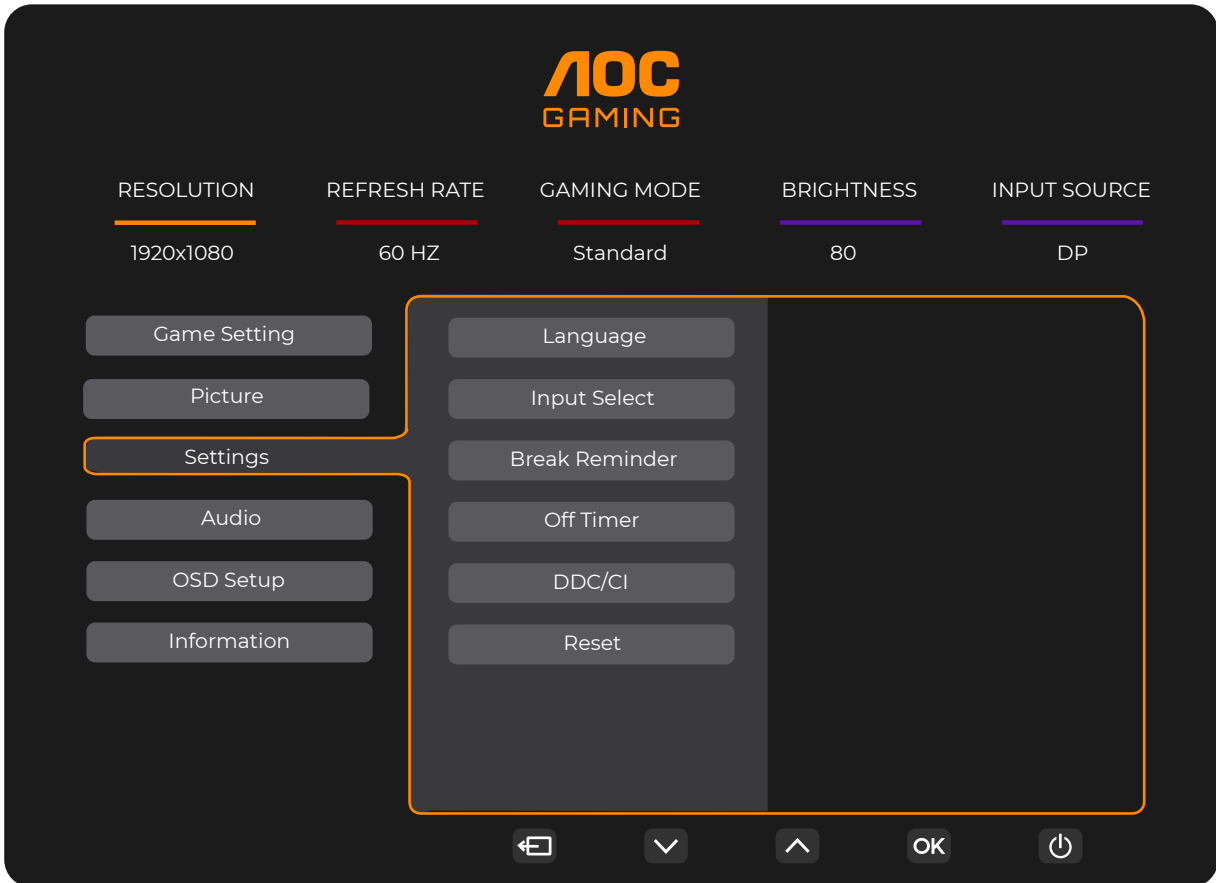 AOC
GAMING
RESOLUTION REFRESH RATE GAMING MODE BRIGHTNESS INPUT SOURCE
1920x1080 60 HZ Standard 80 DP
Game Setting
Picture
Settings
Audio
OSD Setup
Information
Language
Input Select
Break Reminder
Off Timer
DDC/CI
Reset
OK